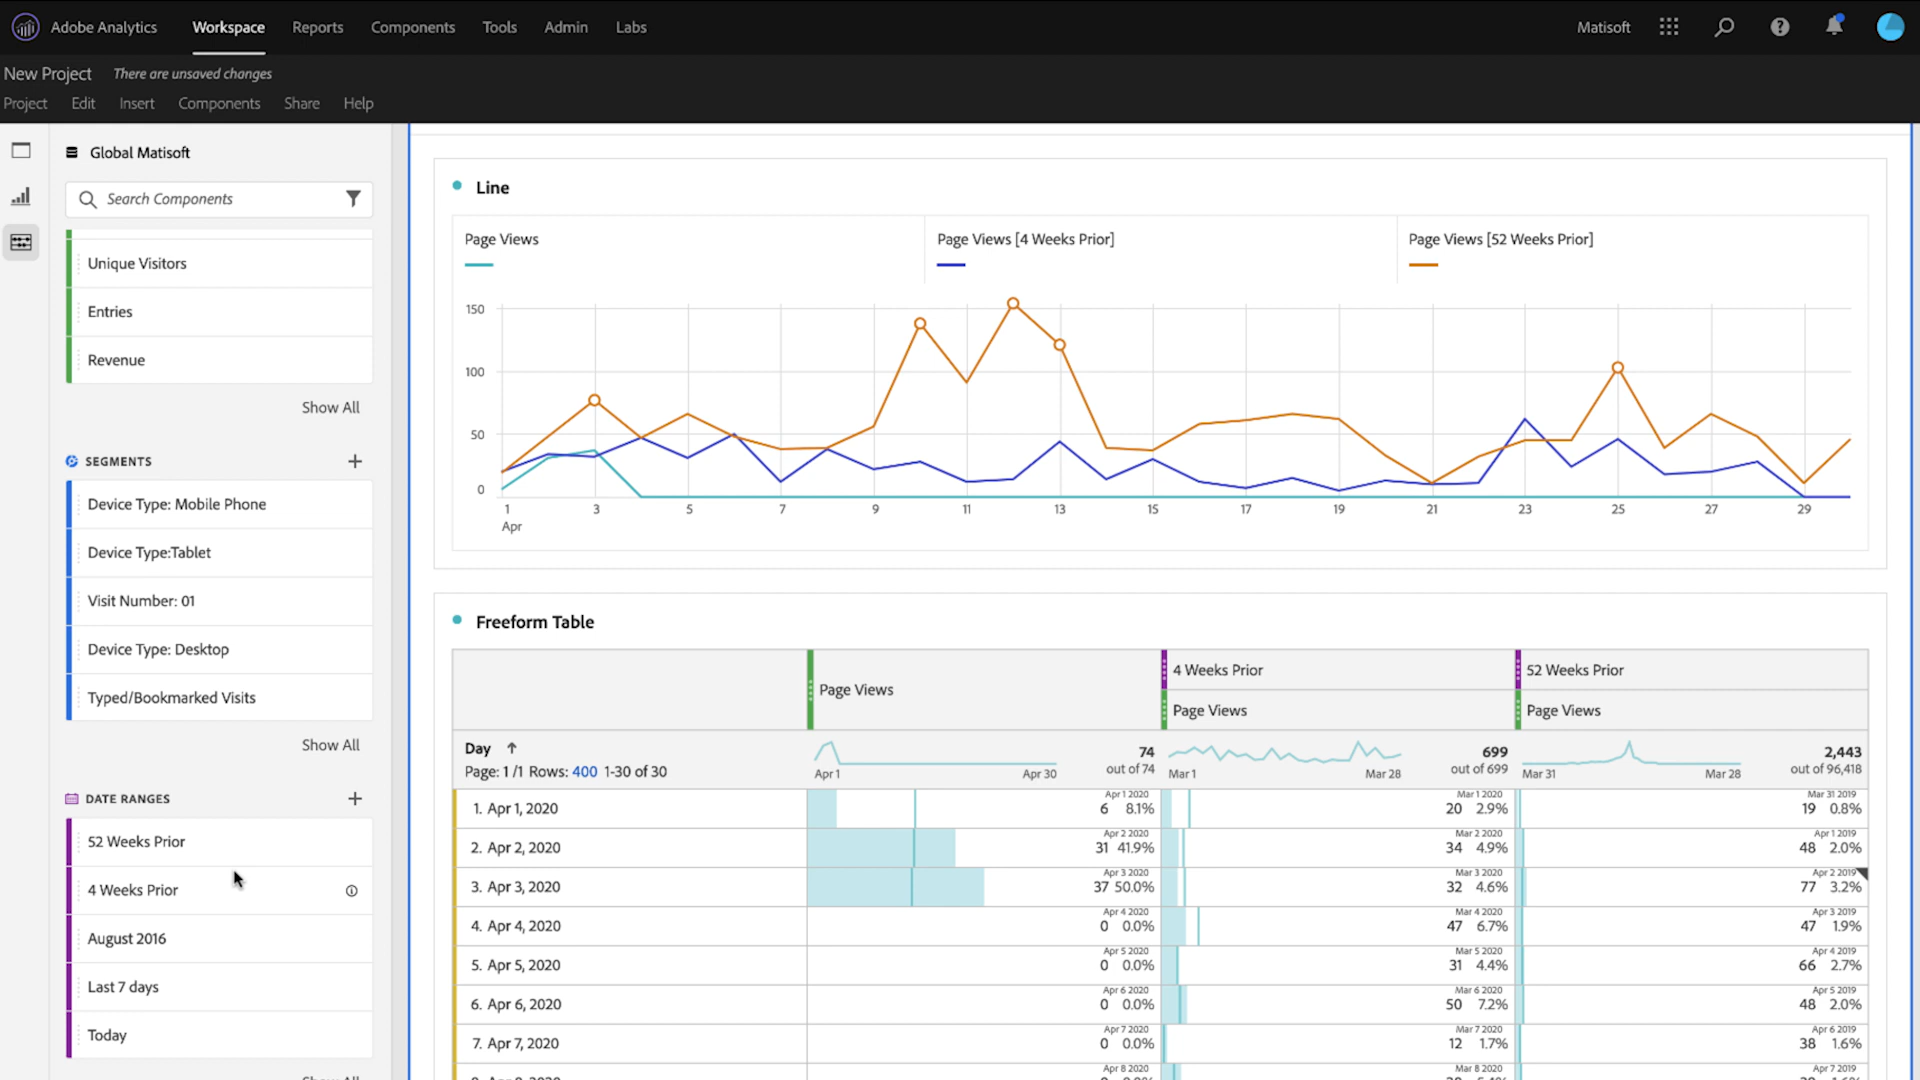 Adobe Analytics Workspace Reports Components Tools Admin Labs Matisoft
New Project There are unsaved changes
Project Edit Insert Components Share Help
Global Matisoft
Search Components
Unique Visitors
Entries
Revenue
Show All
SEGMENTS
Device Type: Mobile Phone
Device Type:Tablet
Visit Number: 01
Device Type: Desktop
Typed/Bookmarked Visits
Show All
DATE RANGES
52 Weeks Prior
4 Weeks Prior
August 2016
Last 7 days
Today
Show All
Line
Page Views
Page Views [4 Weeks Prior]
Page Views [52 Weeks Prior]
150
100
50
0
1 3 5 7 9 11 13 15 17 19 21 23 25 27 29
Apr
Freeform Table
Page Views
4 Weeks Prior
Page Views
52 Weeks Prior
Page Views
Day
Page: 1 /1 Rows: 400 1-30 of 30
Apr 1 Apr 30
74
out of 74
Mar 1 Mar 28
699
out of 699
Mar 31 Mar 28
2,443
out of 96,418
Apr 1 2020 Mar 1 2020 Mar 31 2019
1. Apr 1, 2020 6 8.1% 20 2.9% 19 0.8%
Apr 2 2020 Mar 2 2020 Apr 1 2019
2. Apr 2, 2020 31 41.9% 34 4.9% 48 2.0%
Apr 3 2020 Mar 3 2020 Apr 2 2019
3. Apr 3, 2020 37 50.0% 32 4.6% 77 3.2%
Apr 4 2020 Mar 4 2020 Apr 3 2019
4. Apr 4, 2020 0 0.0% 47 6.7% 47 1.9%
Apr 5 2020 Mar 5 2020 Apr 4 2019
5. Apr 5, 2020 0 0.0% 31 4.4% 66 2.7%
Apr 6 2020 Mar 6 2020 Apr 5 2019
6. Apr 6, 2020 0 0.0% 50 7.2% 48 2.0%
Apr 7 2020 Mar 7 2020 Apr 6 2019
7. Apr 7, 2020 0 0.0% 12 1.7% 38 1.6%
Apr 8 2020 Mar 8 2020 Apr 7 2019